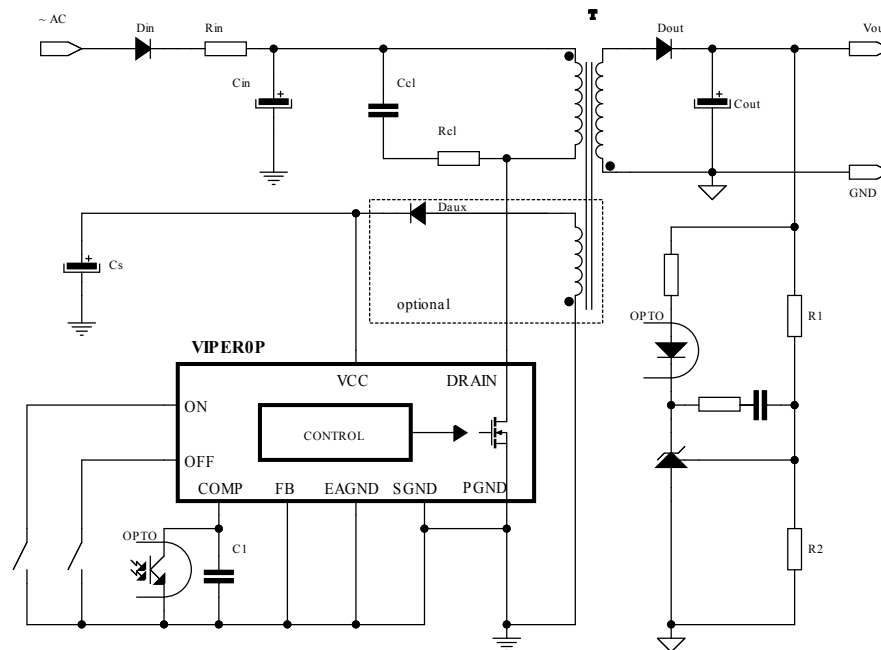 ~ AC
Din
Rin
T
Dout
Vou
Cin
Ccl
Cout
Rcl
GND
Daux
Cs
optional
OPTO
R1
VIPER0P
VCC
DRAIN
ON
CONTROL
OFF
COMP
FB
EAGND
SGND
PGND
OPTO
C1
R2